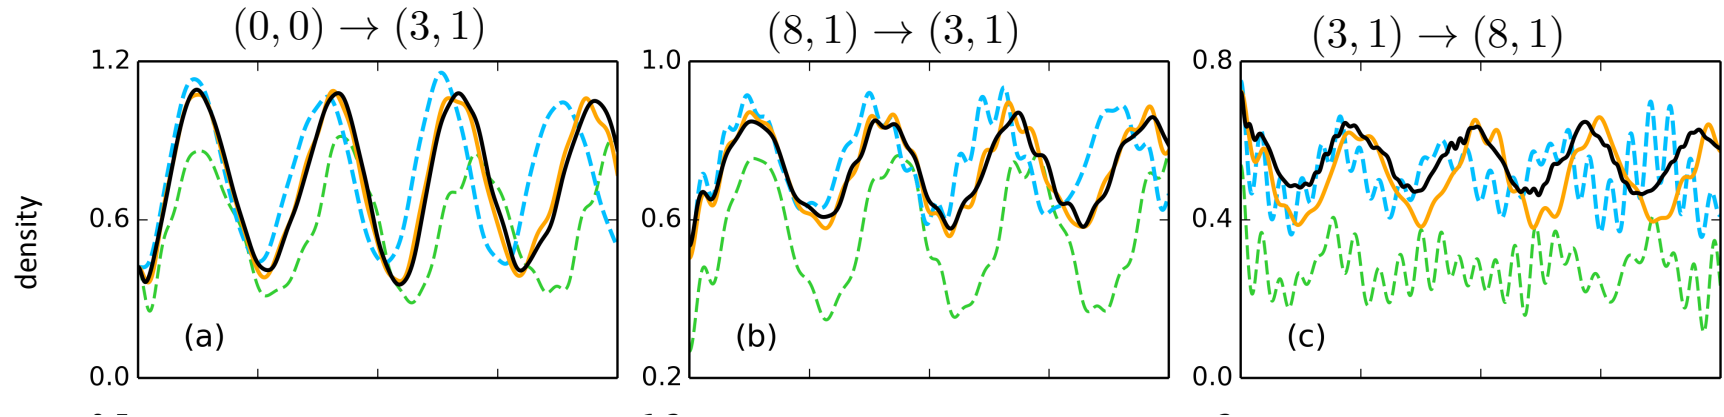 (0, 0) → (3, 1)
(8, 1) → (3, 1)
(3, 1) → (8, 1)
density
1.2
0.6
0.0
(a)
1.0
0.6
0.2
(b)
0.8
0.4
0.0
(c)